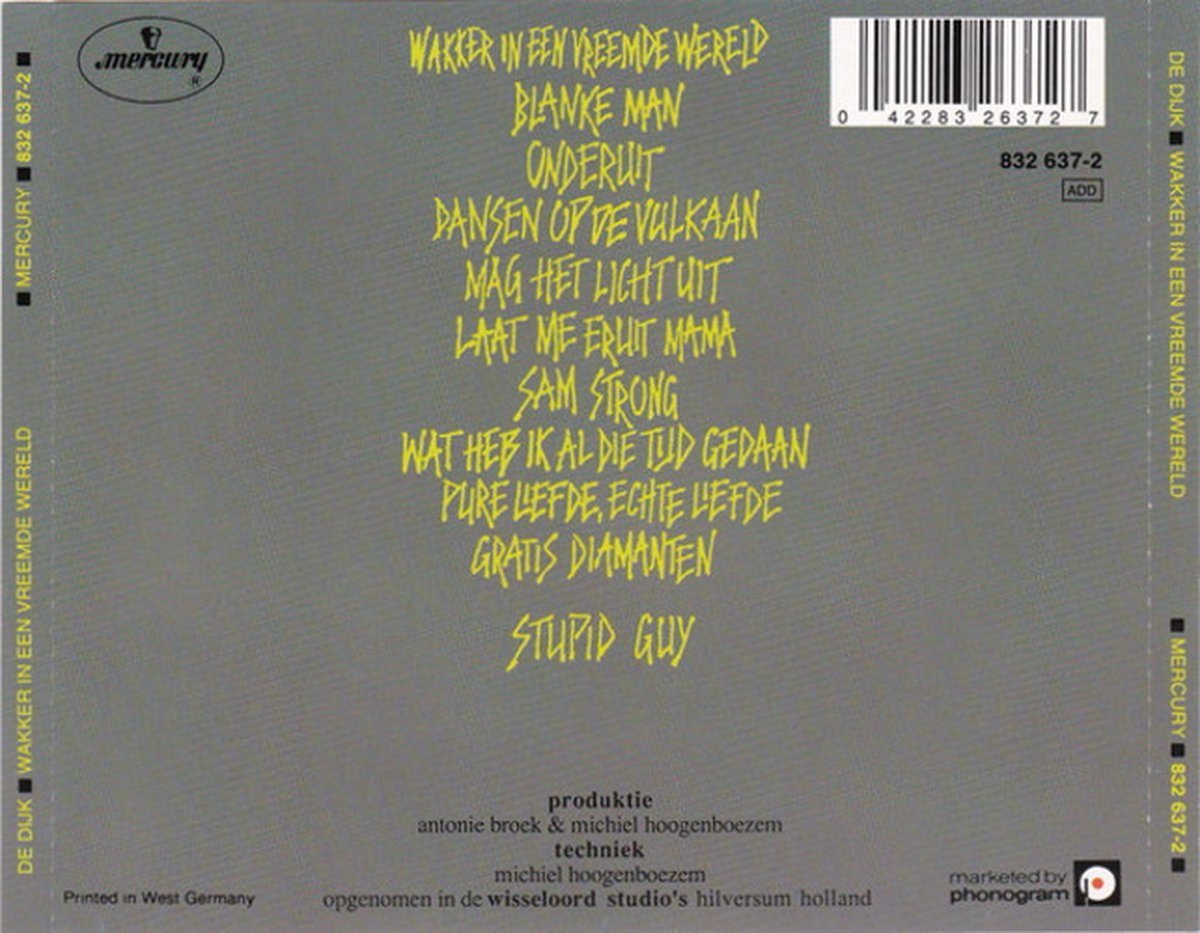 DE DIJK ■ WAKKER IN EEN VREEMDE WERELD ■ MERCURY ■ 832 637-2 ■
mercury ®
WAKKER IN EEN VREEMDE WERELD
BLANKE MAN
ONDERUIT
DANSEN OP DE VULKAAN
MAG HET LICHT UIT
LAAT ME ERUIT MAMA
SAM STRONG
WAT HEB IK AL DIE TIJD GEDAAN
PURE LIEFDE, ECHTE LIEFDE
GRATIS DIAMANTEN
STUPID GUY
0 42283 26372 7
832 637-2
ADD
produktie
antonie broek & michiel hoogenboezem
techniek
michiel hoogenboezem
opgenomen in de wisseloord studio's hilversum holland
Printed in West Germany
marketed by
phonogram
DE DIJK ■ WAKKER IN EEN VREEMDE WERELD ■ MERCURY ■ 832 637-2 ■